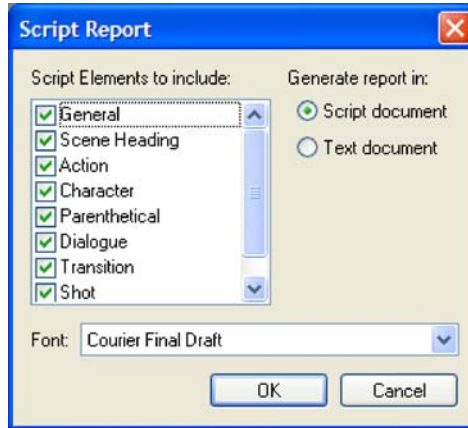 Script Report
Script Elements to include:
General
Scene Heading
Action
Character
Parenthetical
Dialogue
Transition
Shot
Generate report in:
Script document
Text document
Font: Courier Final Draft
OK Cancel